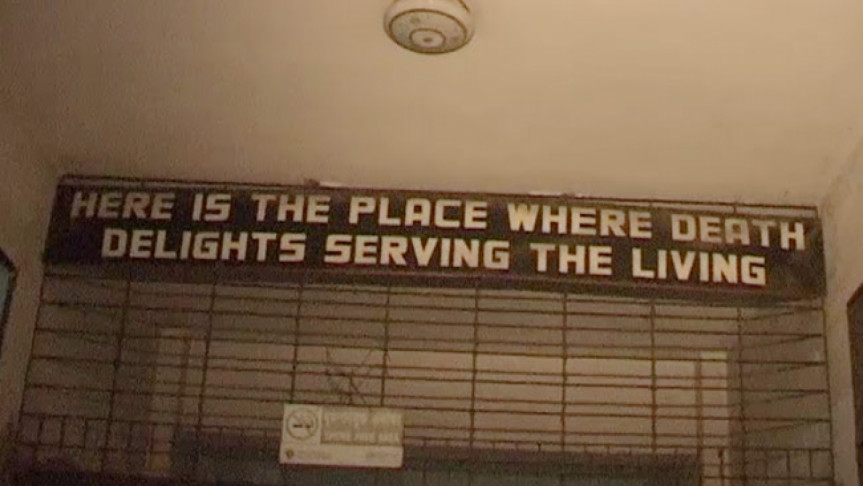 HERE IS THE PLACE WHERE DEATH
DELIGHTS SERVING THE LIVING